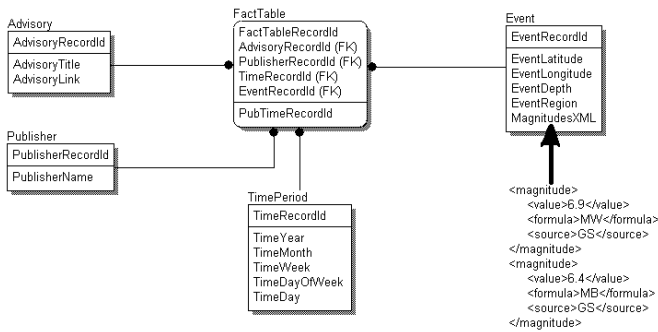 Advisory
AdvisoryRecordId
AdvisoryTitle
AdvisoryLink
FactTable
FactTableRecordId
AdvisoryRecordId (FK)
PublisherRecordId (FK)
TimeRecordId (FK)
EventRecordId (FK)
PubTimeRecordId
Event
EventRecordId
EventLatitude
EventLongitude
EventDepth
EventRegion
MagnitudesXML
Publisher
PublisherRecordId
PublisherName
TimePeriod
TimeRecordId
TimeYear
TimeMonth
TimeWeek
TimeDayOfWeek
TimeDay
<magnitude>
<value>6.9</value>
<formula>MW</formula>
<source>GS</source>
</magnitude>
<magnitude>
<value>6.4</value>
<formula>MB</formula>
<source>GS</source>
</magnitude>